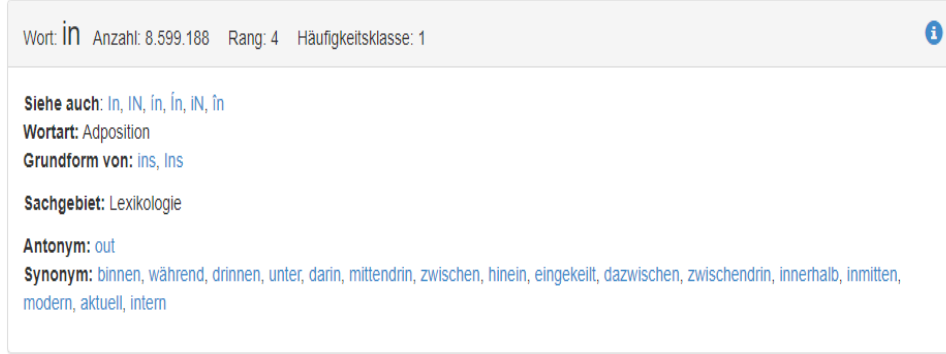 Wort: in Anzahl: 8.599.188 Rang: 4 Häufigkeitsklasse: 1
Siehe auch: In, IN, ín, Ín, iN, în
Wortart: Adposition
Grundform von: ins, Ins
Sachgebiet: Lexikologie
Antonym: out
Synonym: binnen, während, drinnen, unter, darin, mittendrin, zwischen, hinein, eingekeilt, dazwischen, zwischendrin, innerhalb, inmitten,
modern, aktuell, intern